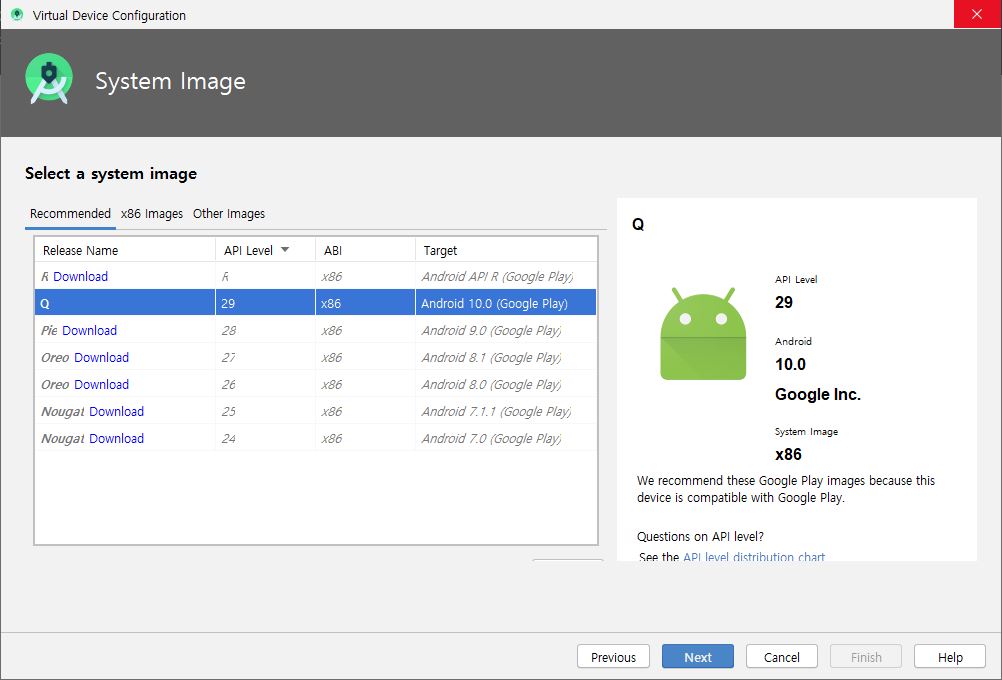 Virtual Device Configuration
System Image
Select a system image
Recommended x86 Images Other Images
Release Name API Level ABI Target
R Download R x86 Android API R (Google Play)
Q 29 x86 Android 10.0 (Google Play)
Pie Download 28 x86 Android 9.0 (Google Play)
Oreo Download 27 x86 Android 8.1 (Google Play)
Oreo Download 26 x86 Android 8.0 (Google Play)
Nougat Download 25 x86 Android 7.1.1 (Google Play)
Nougat Download 24 x86 Android 7.0 (Google Play)
Q
API Level
29
Android
10.0
Google Inc.
System Image
x86
We recommend these Google Play images because this
device is compatible with Google Play.
Questions on API level?
See the API level distribution chart
Previous Next Cancel Finish Help